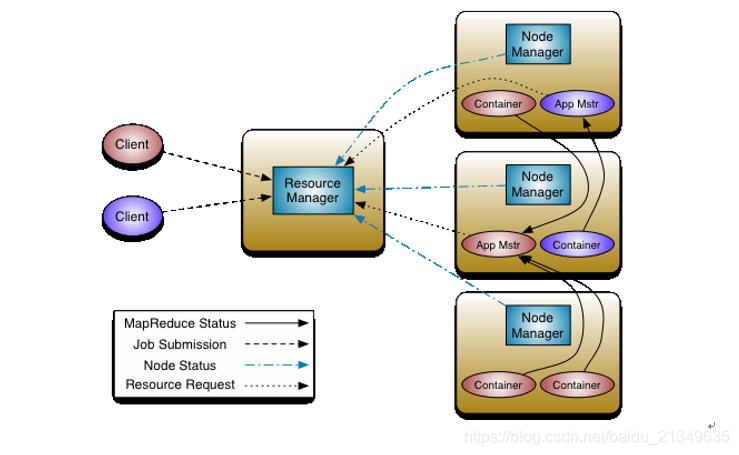 Node
Manager
Container
App Mstr
Client
Resource
Manager
Client
Node
Manager
App Mstr
Container
MapReduce Status
Job Submission
Node Status
Resource Request
Node
Manager
Container
Container
https://blog.csdn.net/baidu_21349635